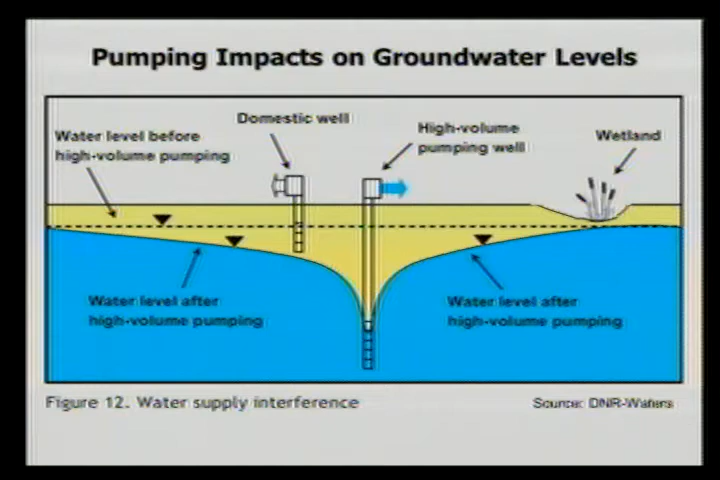 Pumping Impacts on Groundwater Levels
Domestic well
High-volume
pumping well
Wetland
Water level before
high-volume pumping
Water level after
high-volume pumping
Water level after
high-volume pumping
Figure 12. Water supply interference
Source: DNR-Waters